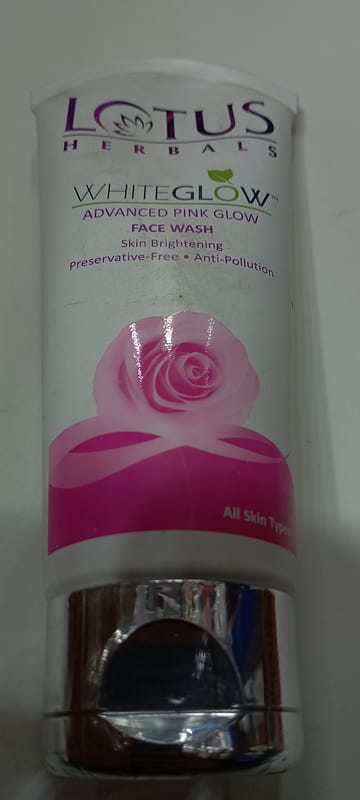 LOTUS
HERBALS
WHITEGLOW™
ADVANCED PINK GLOW
FACE WASH
Skin Brightening
Preservative-Free • Anti-Pollution
All Skin Types